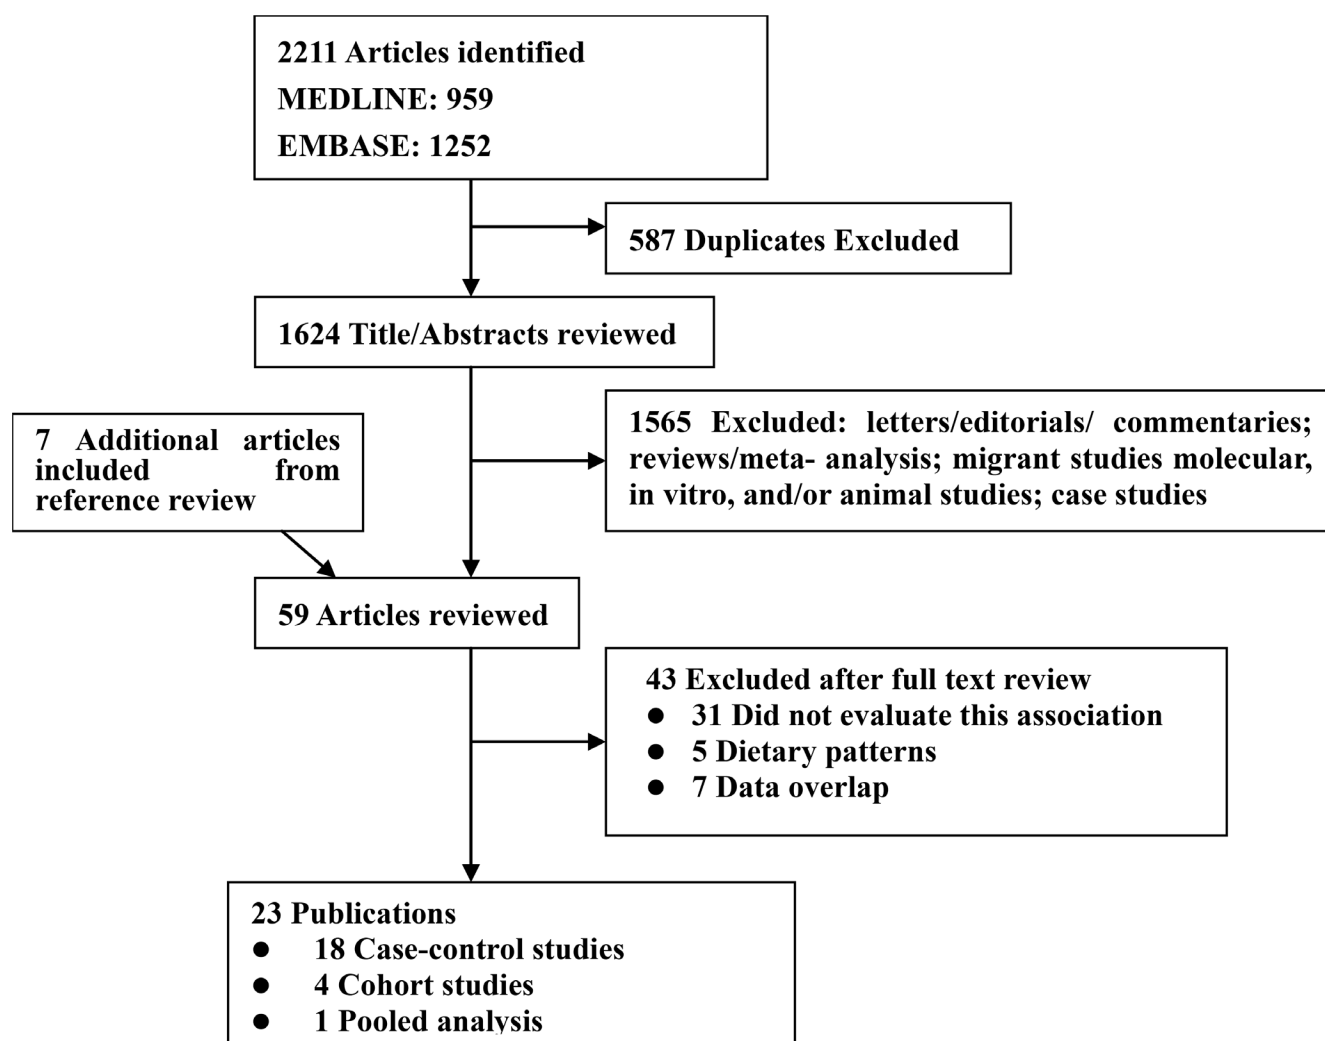 2211 Articles identified
MEDLINE: 959
EMBASE: 1252
587 Duplicates Excluded
1624 Title/Abstracts reviewed
1565 Excluded: letters/editorials/ commentaries;
reviews/meta- analysis; migrant studies molecular,
in vitro, and/or animal studies; case studies
7 Additional articles
included from
reference review
59 Articles reviewed
43 Excluded after full text review
● 31 Did not evaluate this association
● 5 Dietary patterns
● 7 Data overlap
23 Publications
● 18 Case-control studies
● 4 Cohort studies
● 1 Pooled analysis